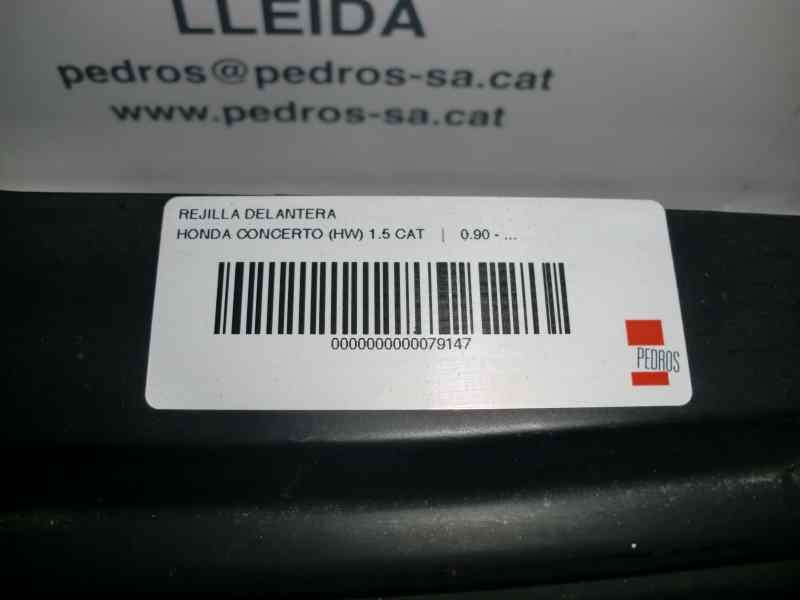 LLEIDA
pedros@pedros-sa.cat
www.pedros-sa.cat
REJILLA DELANTERA
HONDA CONCERTO (HW) 1.5 CAT | 0.90 - ...
0000000000079147
PEDROS